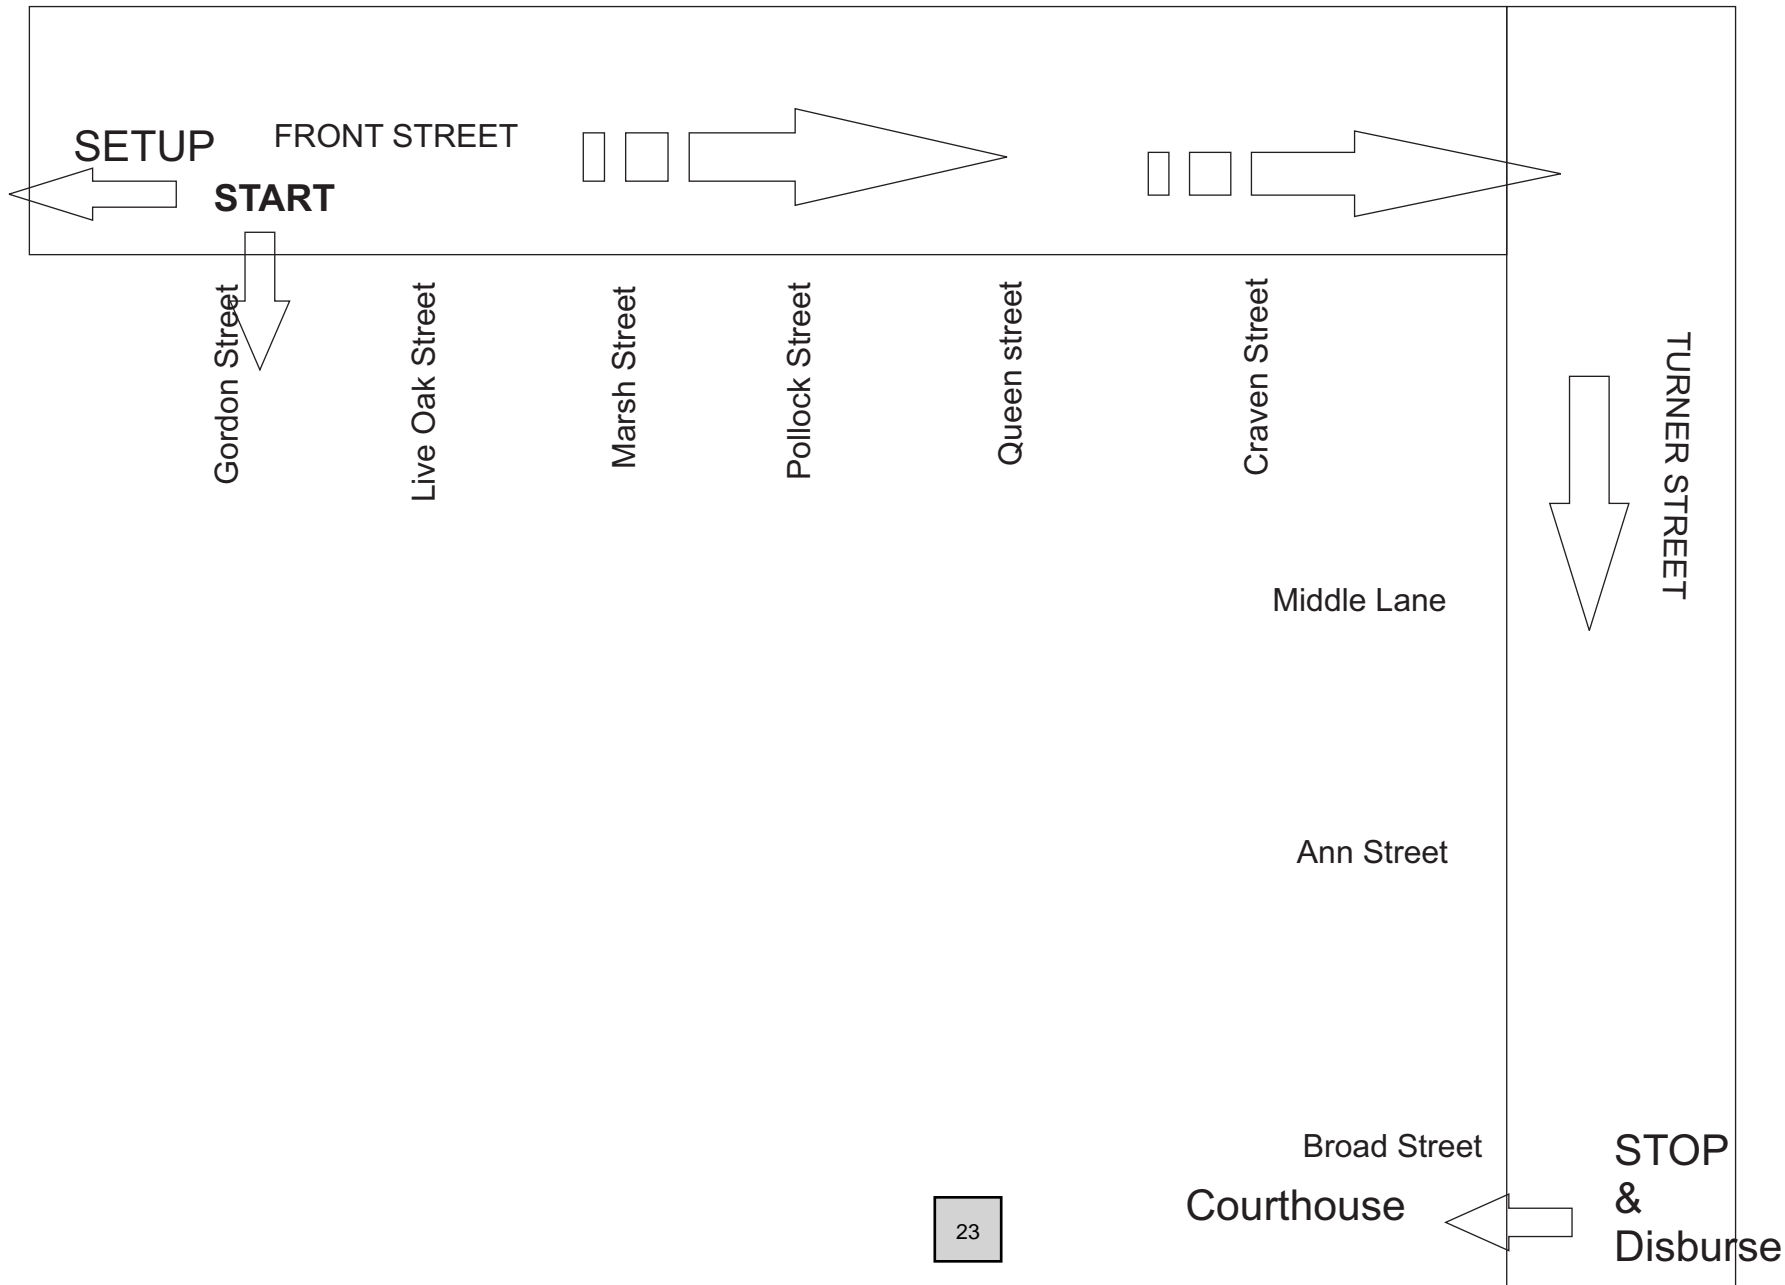 SETUP
FRONT STREET
START
Gordon Street
Live Oak Street
Marsh Street
Pollock Street
Queen street
Craven Street
TURNER STREET
Middle Lane
Ann Street
Broad Street
Courthouse
STOP
&
Disburse
23